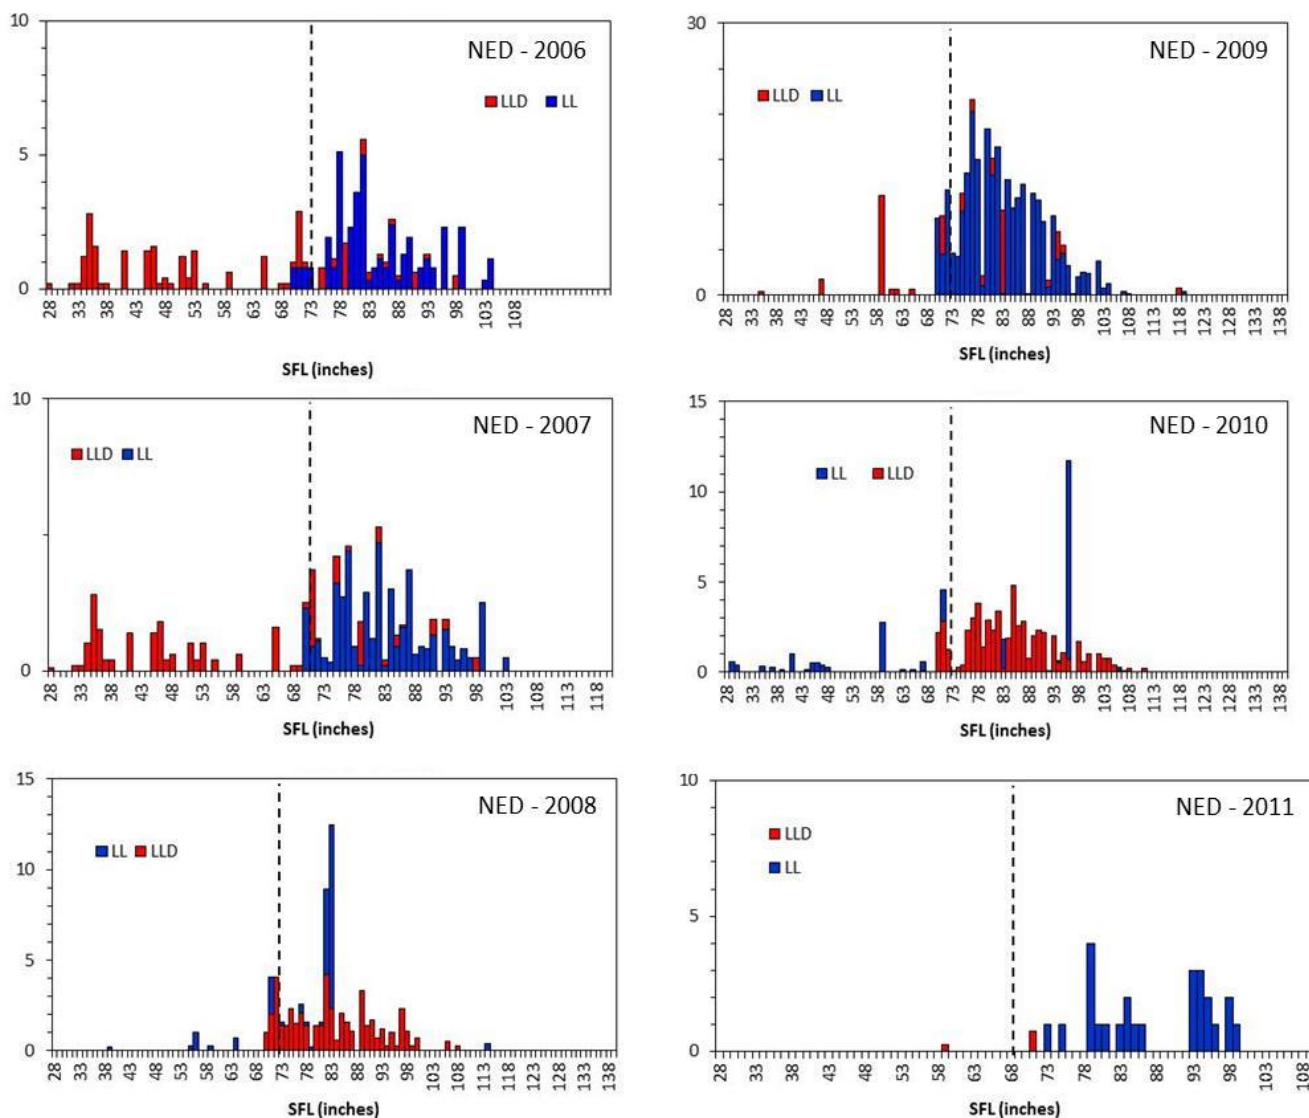 NED - 2006
LLD LL
10
5
0
28 33 38 43 48 53 58 63 68 73 78 83 88 93 98 103 108
SFL (inches)
NED - 2009
LLD LL
30
0
28 33 38 43 48 53 58 63 68 73 78 83 88 93 98 103 108 113 118 123 128 133 138
SFL (inches)
NED - 2007
LLD LL
10
0
28 33 38 43 48 53 58 63 68 73 78 83 88 93 98 103 108 113 118
SFL (inches)
NED - 2010
LL LLD
15
10
5
0
28 33 38 43 48 53 58 63 68 73 78 83 88 93 98 103 108 113 118 123 128 133 138
SFL (inches)
NED - 2008
LL LLD
15
10
5
0
28 33 38 43 48 53 58 63 68 73 78 83 88 93 98 103 108 113 118 123 128 133 138
SFL (inches)
NED - 2011
LLD
LL
10
5
0
28 33 38 43 48 53 58 63 68 73 78 83 88 93 98 103 108
SFL (inches)